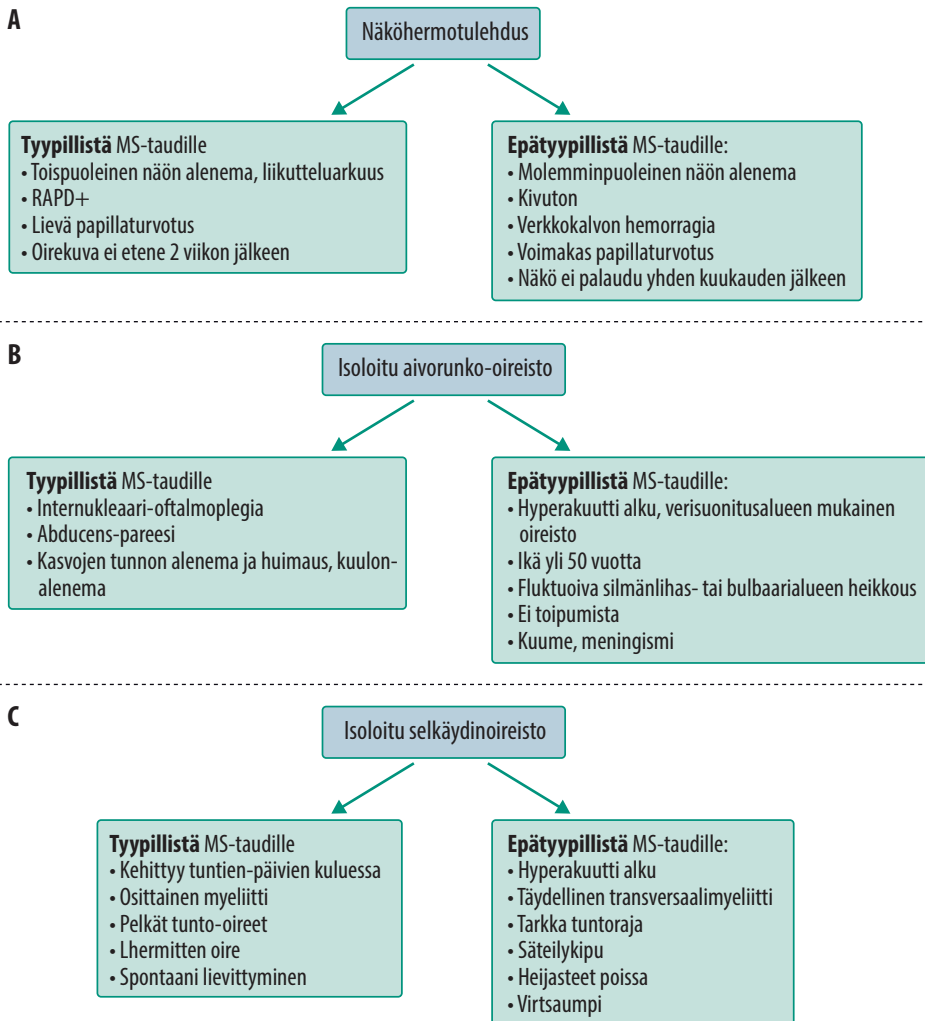 A
Näköhermotulehdus
Tyypillistä MS-taudille
• Toispuoleinen näön alenema, liikutteluarkuus
• RAPD+
• Lievä papillaturvotus
• Oirekuva ei etene 2 viikon jälkeen
Epätyypillistä MS-taudille:
• Molemminpuoleinen näön alenema
• Kivuton
• Verkkokalvon hemorragia
• Voimakas papillaturvotus
• Näkö ei palaudu yhden kuukauden jälkeen
B
Isoloitu aivorunko-oireisto
Tyypillistä MS-taudille
• Internukleaari-oftalmoplegia
• Abducens-pareesi
• Kasvojen tunnon alenema ja huimaus, kuulon-
alenema
Epätyypillistä MS-taudille:
• Hyperakuutti alku, verisuonitusalueen mukainen
oireisto
• Ikä yli 50 vuotta
• Fluktuoiva silmänlihas- tai bulbaarialueen heikkous
• Ei toipumista
• Kuume, meningismi
C
Isoloitu selkäydinoireisto
Tyypillistä MS-taudille
• Kehittyy tuntien-päivien kuluessa
• Osittainen myeliitti
• Pelkät tunto-oireet
• Lhermitten oire
• Spontaani lievittyminen
Epätyypillistä MS-taudille:
• Hyperakuutti alku
• Täydellinen transversaalimyeliitti
• Tarkka tuntoraja
• Säteilykipu
• Heijasteet poissa
• Virtsaumpi